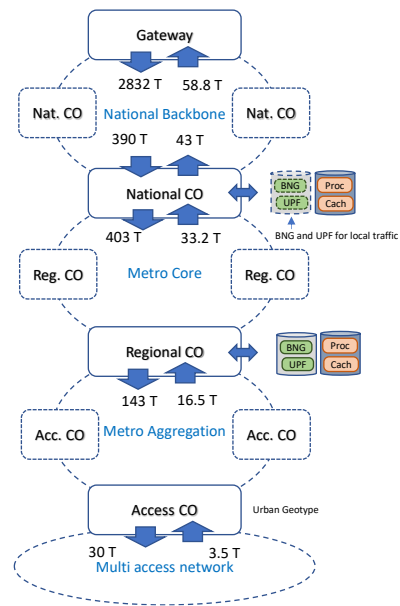 Gateway
2832 T
58.8 T
Nat. CO
National Backbone
Nat. CO
390 T
43 T
National CO
BNG
UPF
Proc
Cach
BNG and UPF for local traffic
403 T
33.2 T
Reg. CO
Metro Core
Reg. CO
Regional CO
BNG
UPF
Proc
Cach
143 T
16.5 T
Acc. CO
Metro Aggregation
Acc. CO
Access CO
Urban Geotype
30 T
3.5 T
Multi access network